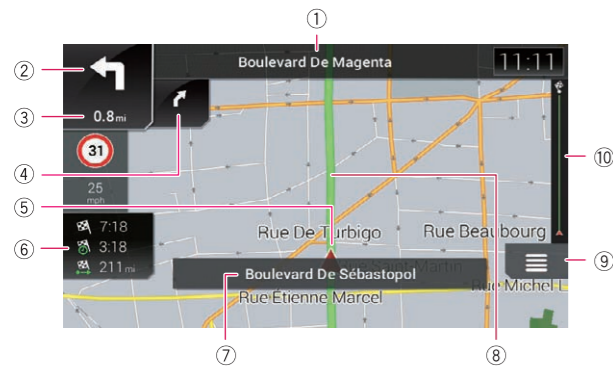 ①
Boulevard De Magenta
11:11
②
③
0.8mi
④
31
25
mph
⑩
⑤
Rue De Turbigo
Rue Beaubourg
⑥
7:18
3:18
211mi
Boulevard De Sébastopol
Saint-Martin
⑨
Rue Michel L
Rue Étienne Marcel
⑦
⑧